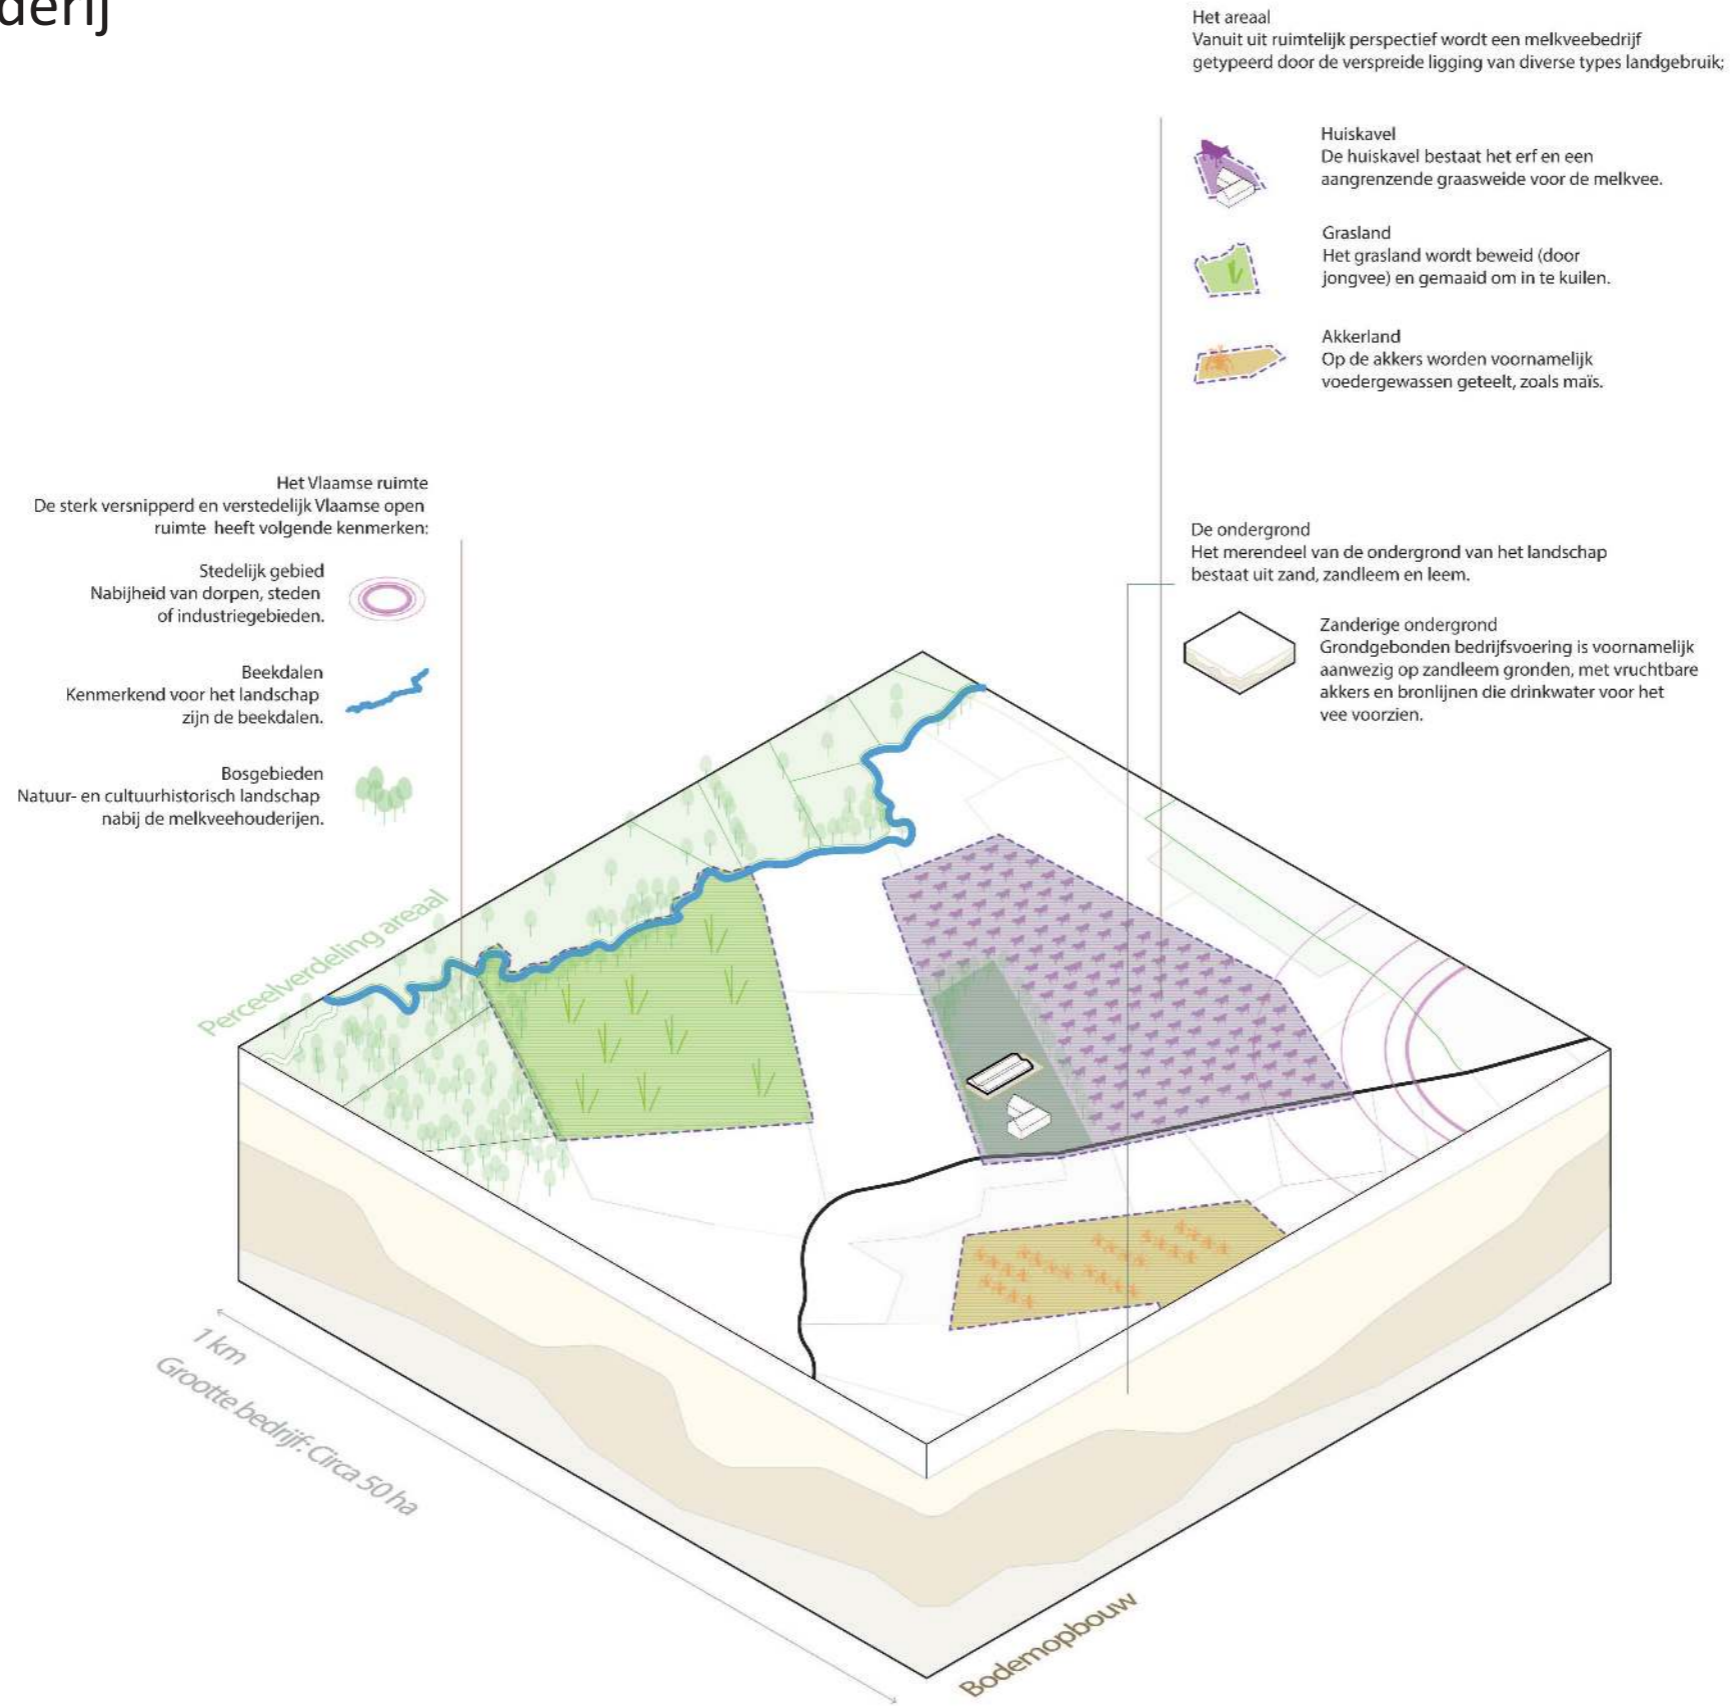 derij
Het areaal
Vanuit uit ruimtelijk perspectief wordt een melkveebedrijf
getypeerd door de verspreide ligging van diverse types landgebruik;
Huiskavel
De huiskavel bestaat het erf en een
aangrenzende graasweide voor de melkvee.
Grasland
Het grasland wordt beweid (door
jongvee) en gemaaid om in te kuilen.
Akkerland
Op de akkers worden voornamelijk
voedergewassen geteelt, zoals maïs.
Het Vlaamse ruimte
De sterk versnipperd en verstedelijk Vlaamse open
ruimte heeft volgende kenmerken:
Stedelijk gebied
Nabijheid van dorpen, steden
of industriegebieden.
Beekdalen
Kenmerkend voor het landschap
zijn de beekdalen.
Bosgebieden
Natuur- en cultuurhistorisch landschap
nabij de melkveehouderijen.
De ondergrond
Het merendeel van de ondergrond van het landschap
bestaat uit zand, zandleem en leem.
Zanderige ondergrond
Grondgebonden bedrijfsvoering is voornamelijk
aanwezig op zandleem gronden, met vruchtbare
akkers en bronlijnen die drinkwater voor het
vee voorzien.
Perceelverdeling areaal
1 km
Grootte bedrijf: Circa 50 ha
Bodemopbouw